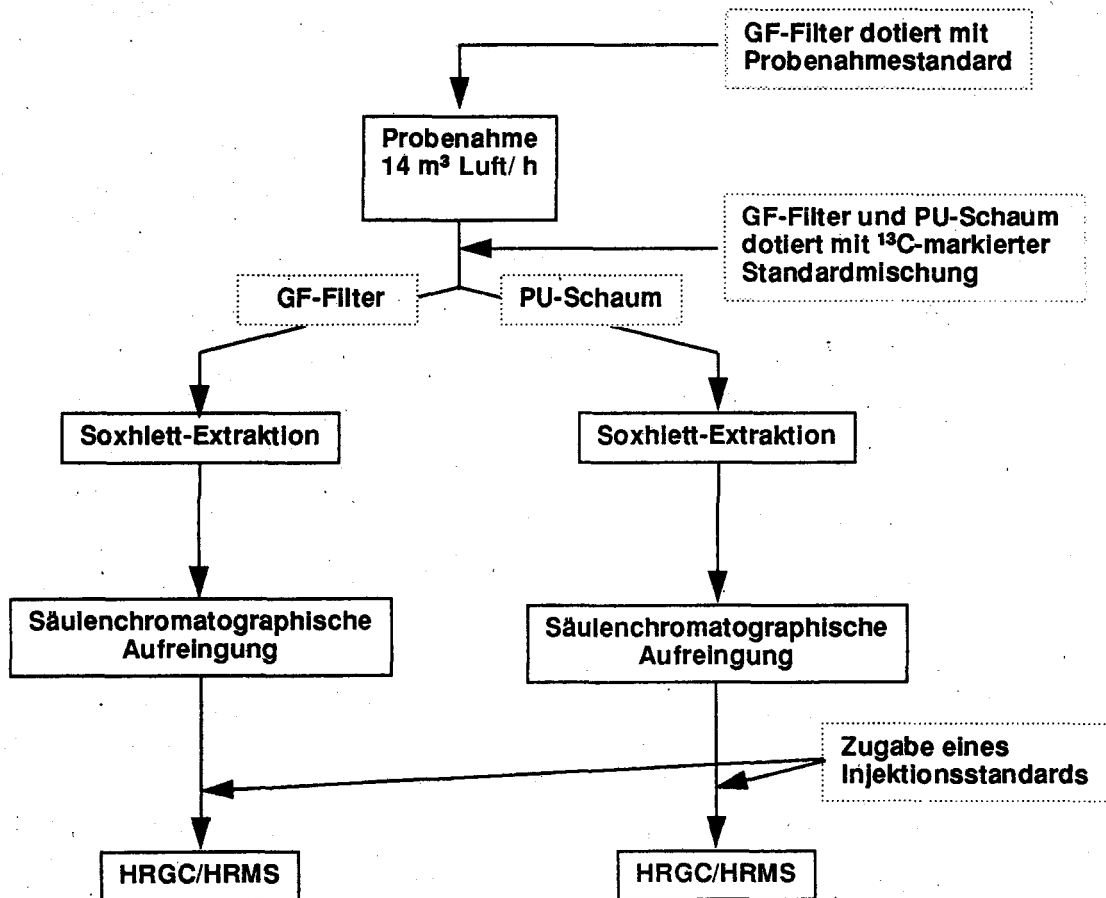 GF-Filter dotiert mit
Probenahmestandard
Probenahme
14 m³ Luft/ h
GF-Filter und PU-Schaum
dotiert mit ¹³C-markierter
Standardmischung
GF-Filter
PU-Schaum
Soxhlett-Extraktion
Soxhlett-Extraktion
Säulenchromatographische
Aufreingung
Säulenchromatographische
Aufreingung
Zugabe eines
Injektionsstandards
HRGC/HRMS
HRGC/HRMS